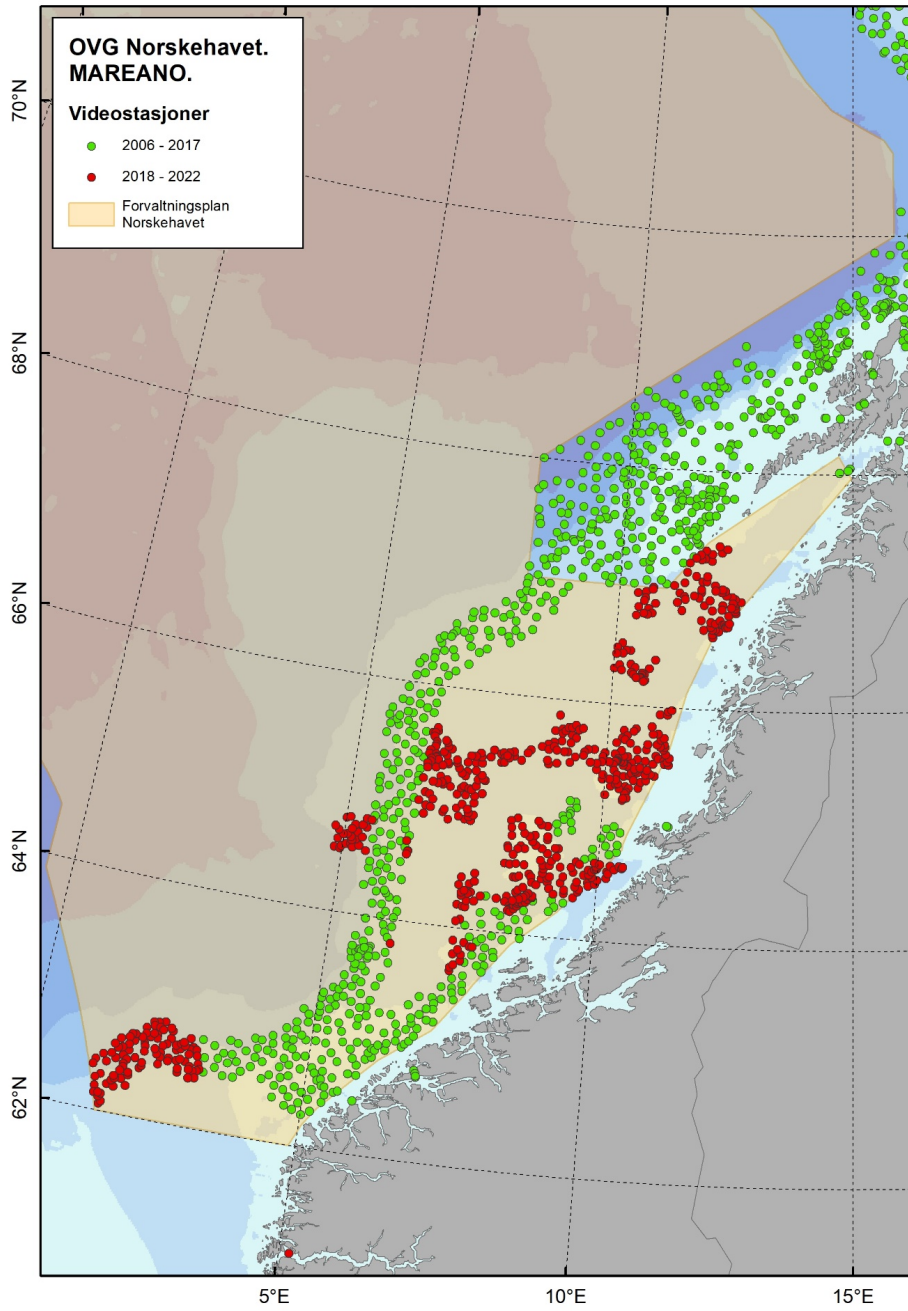 OVG Norskehavet.
MAREANO.
Videostasjoner
2006 - 2017
2018 - 2022
Forvaltningsplan
Norskehavet
70°N
68°N
66°N
64°N
62°N
5°E
10°E
15°E